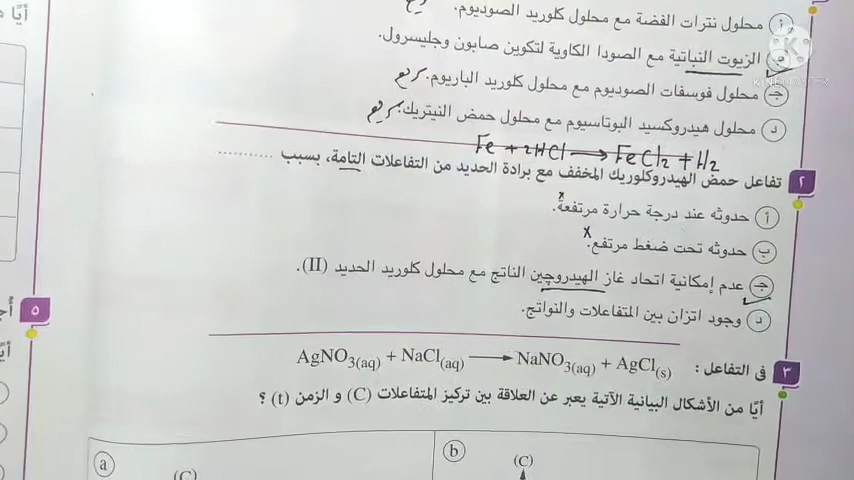 أ محلول نترات الفضة مع محلول كلوريد الصوديوم.
ب الزيوت النباتية مع الصودا الكاوية لتكوين صابون وجليسرول.
ج محلول فوسفات الصوديوم مع محلول كلوريد الباريوم. سريع
د محلول هيدروكسيد البوتاسيوم مع محلول حمض النيتريك. سريع
Fe + 2HCl → FeCl2 + H2
٢ تفاعل حمض الهيدروكلوريك المخفف مع برادة الحديد من التفاعلات التامة، بسبب ..........
أ حدوثه عند درجة حرارة مرتفعة. x
ب حدوثه تحت ضغط مرتفع. x
ج عدم إمكانية اتحاد غاز الهيدروچين الناتج مع محلول كلوريد الحديد (II).
د وجود اتزان بين المتفاعلات والنواتج.
٣ في التفاعل : AgNO3(aq) + NaCl(aq) → NaNO3(aq) + AgCl(s)
أيًا من الأشكال البيانية الآتية يعبر عن العلاقة بين تركيز المتفاعلات (C) و الزمن (t) ؟
a (C)
b (C)
٥